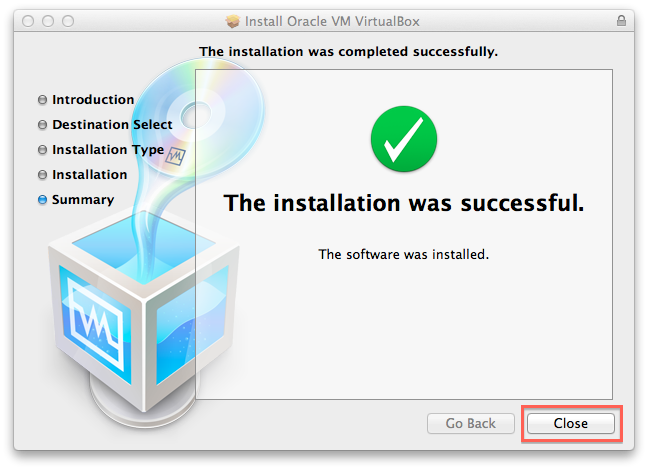 Install Oracle VM VirtualBox
The installation was completed successfully.
Introduction
Destination Select
Installation Type
Installation
Summary
The installation was successful.
The software was installed.
Go Back
Close